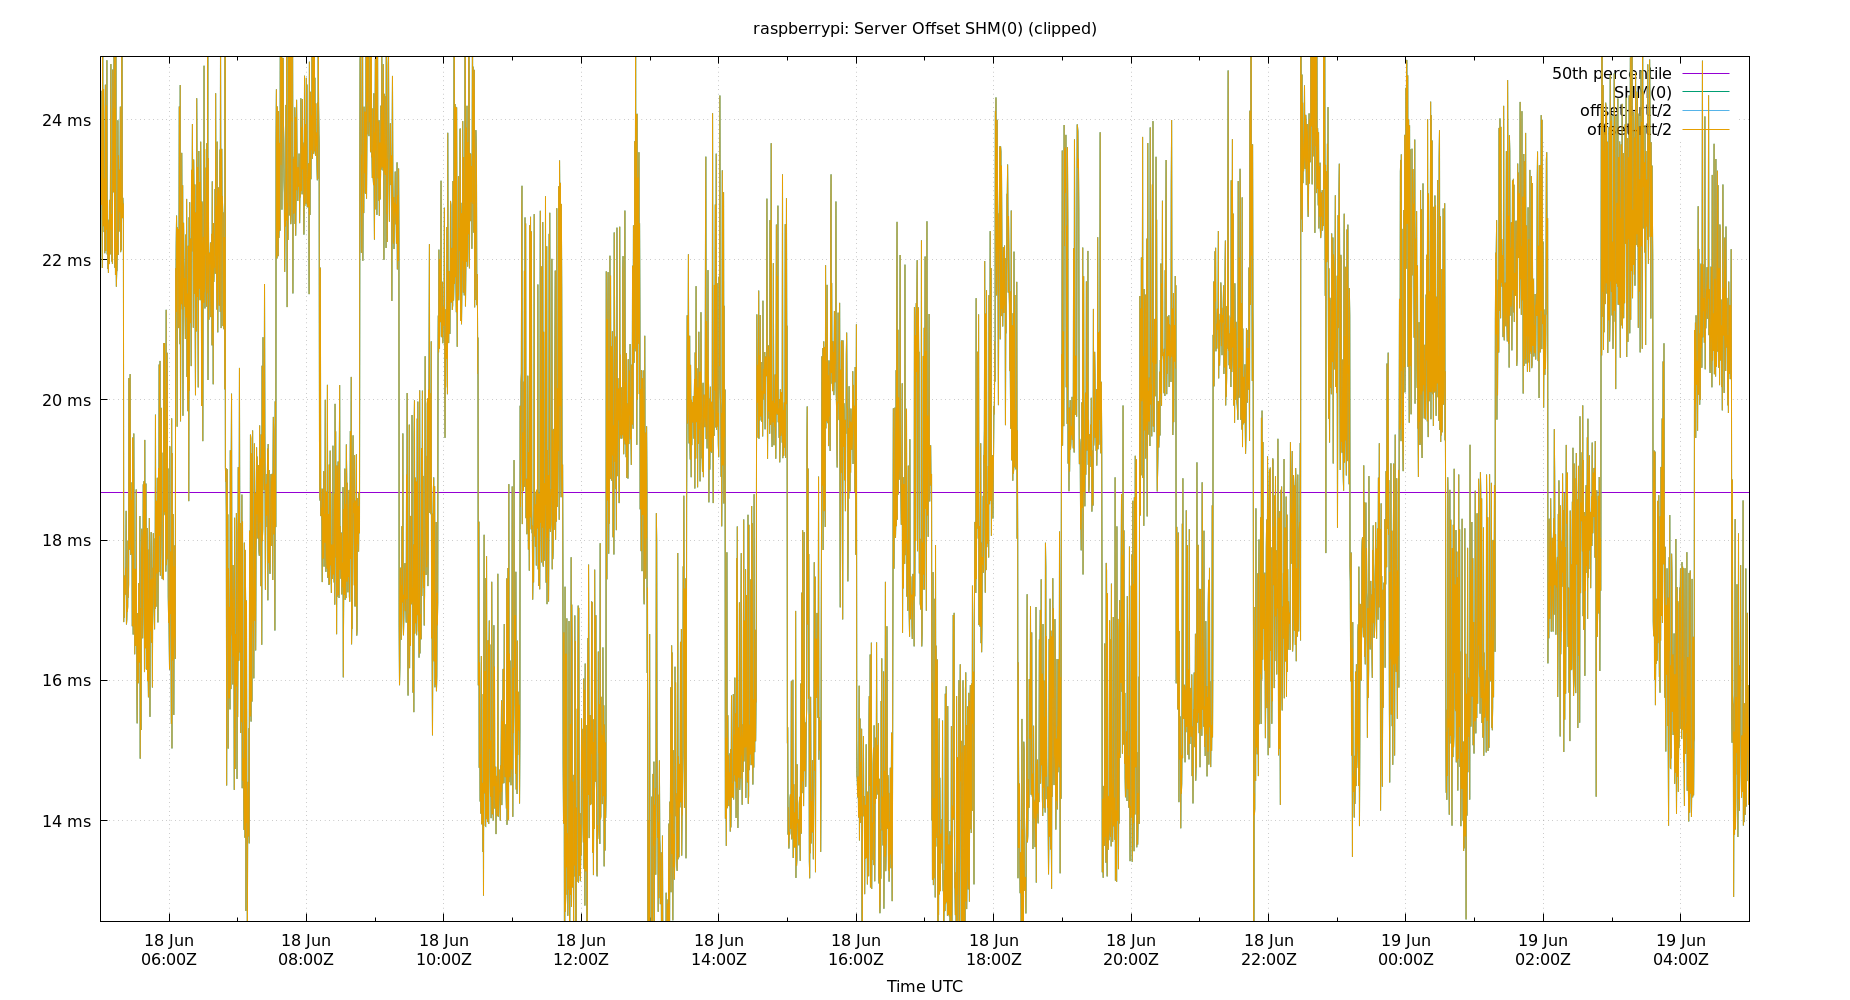 raspberrypi: Server Offset SHM(0) (clipped)
50th percentile
SHM(0)
offset+rtt/2
offset-rtt/2
24 ms
22 ms
20 ms
18 ms
16 ms
14 ms
18 Jun 18 Jun 18 Jun 18 Jun 18 Jun 18 Jun 18 Jun 18 Jun 18 Jun 19 Jun 19 Jun 19 Jun
06:00Z 08:00Z 10:00Z 12:00Z 14:00Z 16:00Z 18:00Z 20:00Z 22:00Z 00:00Z 02:00Z 04:00Z
Time UTC